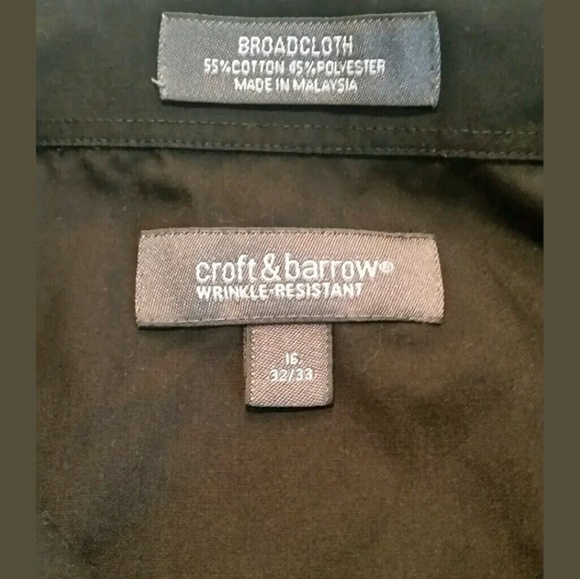 BROADCLOTH
55%COTTON 45%POLYESTER
MADE IN MALAYSIA
croft&barrow®
WRINKLE-RESISTANT
16
32/33